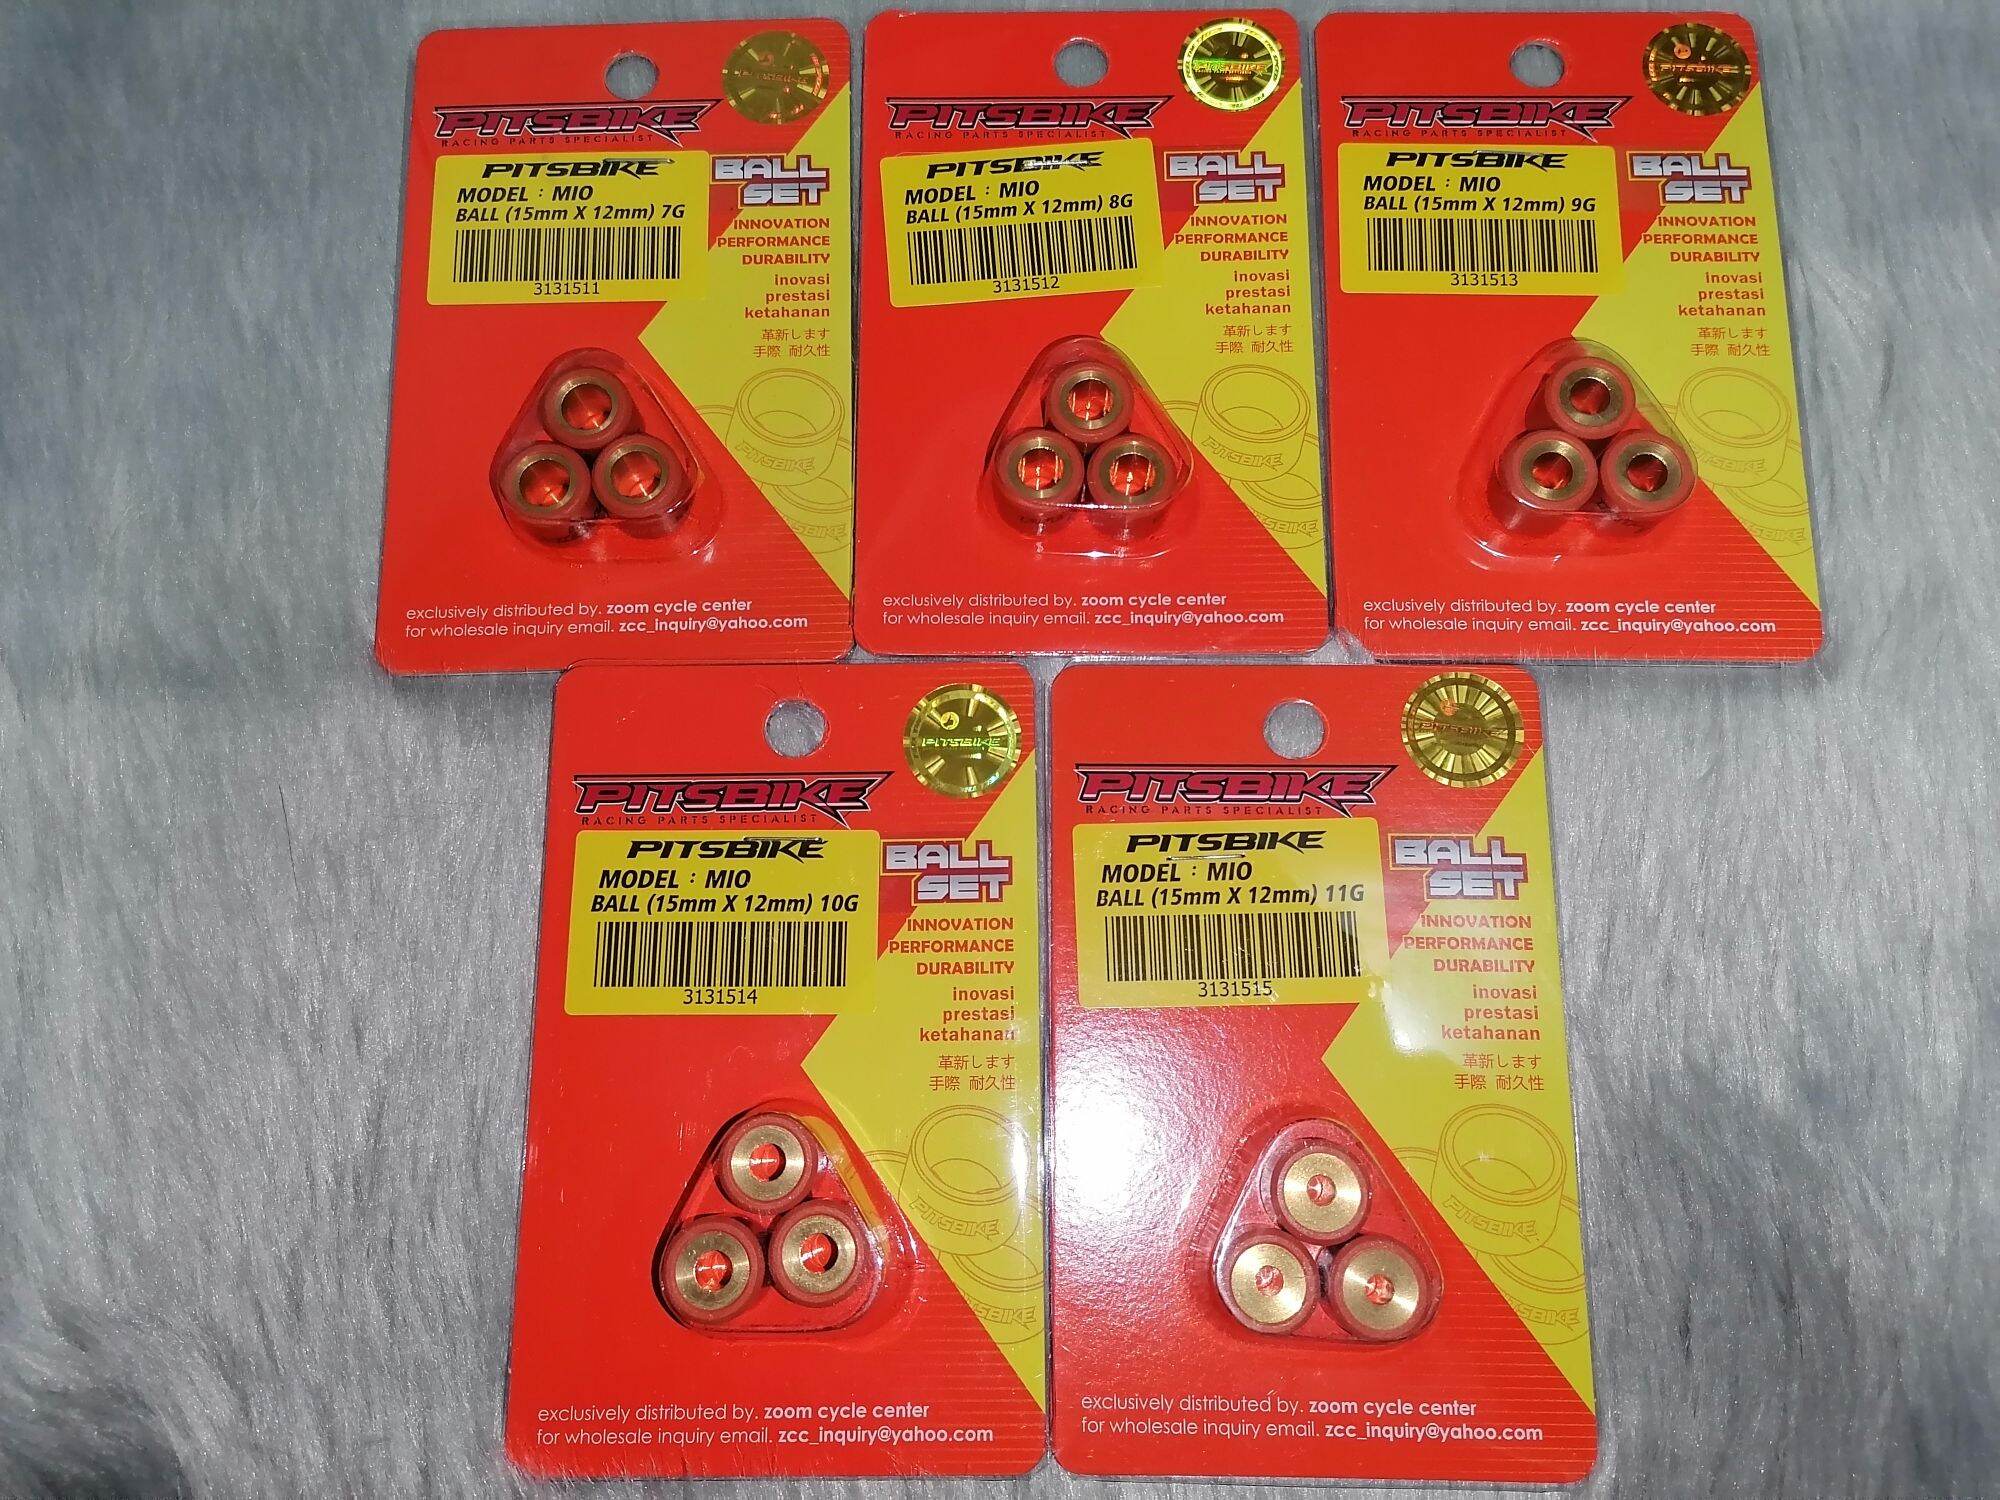 PITSBIKE
RACING PARTS SPECIALIST
PITSBIKE
PITSBIKE
MODEL : MIO
BALL (15mm X 12mm) 7G
3131511
BALL
SET
INNOVATION
PERFORMANCE
DURABILITY
inovasi
prestasi
ketahanan
革新します
手際 耐久性
PITSBIKE
exclusively distributed by. zoom cycle center
for wholesale inquiry email. zcc_inquiry@yahoo.com
PITSBIKE
RACING PARTS SPECIALIST
PITSBIKE
PITSBIKE
MODEL : MIO
BALL (15mm X 12mm) 8G
3131512
BALL
SET
INNOVATION
PERFORMANCE
DURABILITY
inovasi
prestasi
ketahanan
革新します
手際 耐久性
PITSBIKE
exclusively distributed by. zoom cycle center
for wholesale inquiry email. zcc_inquiry@yahoo.com
PITSBIKE
RACING PARTS SPECIALIST
PITSBIKE
PITSBIKE
MODEL : MIO
BALL (15mm X 12mm) 9G
3131513
BALL
SET
INNOVATION
PERFORMANCE
DURABILITY
inovasi
prestasi
ketahanan
革新します
手際 耐久性
PITSBIKE
exclusively distributed by. zoom cycle center
for wholesale inquiry email. zcc_inquiry@yahoo.com
PITSBIKE
RACING PARTS SPECIALIST
PITSBIKE
PITSBIKE
MODEL : MIO
BALL (15mm X 12mm) 10G
3131514
BALL
SET
INNOVATION
PERFORMANCE
DURABILITY
inovasi
prestasi
ketahanan
革新します
手際 耐久性
PITSBIKE
exclusively distributed by. zoom cycle center
for wholesale inquiry email. zcc_inquiry@yahoo.com
PITSBIKE
RACING PARTS SPECIALIST
PITSBIKE
PITSBIKE
MODEL : MIO
BALL (15mm X 12mm) 11G
3131515
BALL
SET
INNOVATION
PERFORMANCE
DURABILITY
inovasi
prestasi
ketahanan
革新します
手際 耐久性
PITSBIKE
exclusively distributed by. zoom cycle center
for wholesale inquiry email. zcc_inquiry@yahoo.com